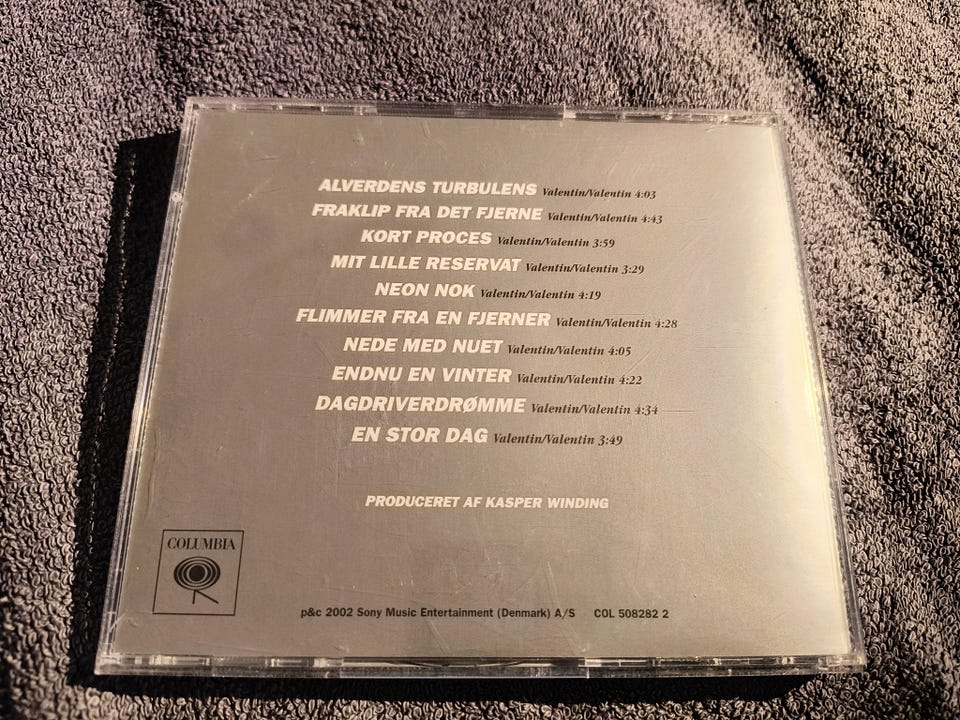 ALVERDENS TURBULENS Valentin/Valentin 4:03
FRAKLIP FRA DET FJERNE Valentin/Valentin 4:43
KORT PROCES Valentin/Valentin 3:59
MIT LILLE RESERVAT Valentin/Valentin 3:29
NEON NOK Valentin/Valentin 4:19
FLIMMER FRA EN FJERNER Valentin/Valentin 4:28
NEDE MED NUET Valentin/Valentin 4:05
ENDNU EN VINTER Valentin/Valentin 4:22
DAGDRIVERDRØMME Valentin/Valentin 4:34
EN STOR DAG Valentin/Valentin 3:49
PRODUCERET AF KASPER WINDING
COLUMBIA
p&c 2002 Sony Music Entertainment (Denmark) A/S COL 508282 2